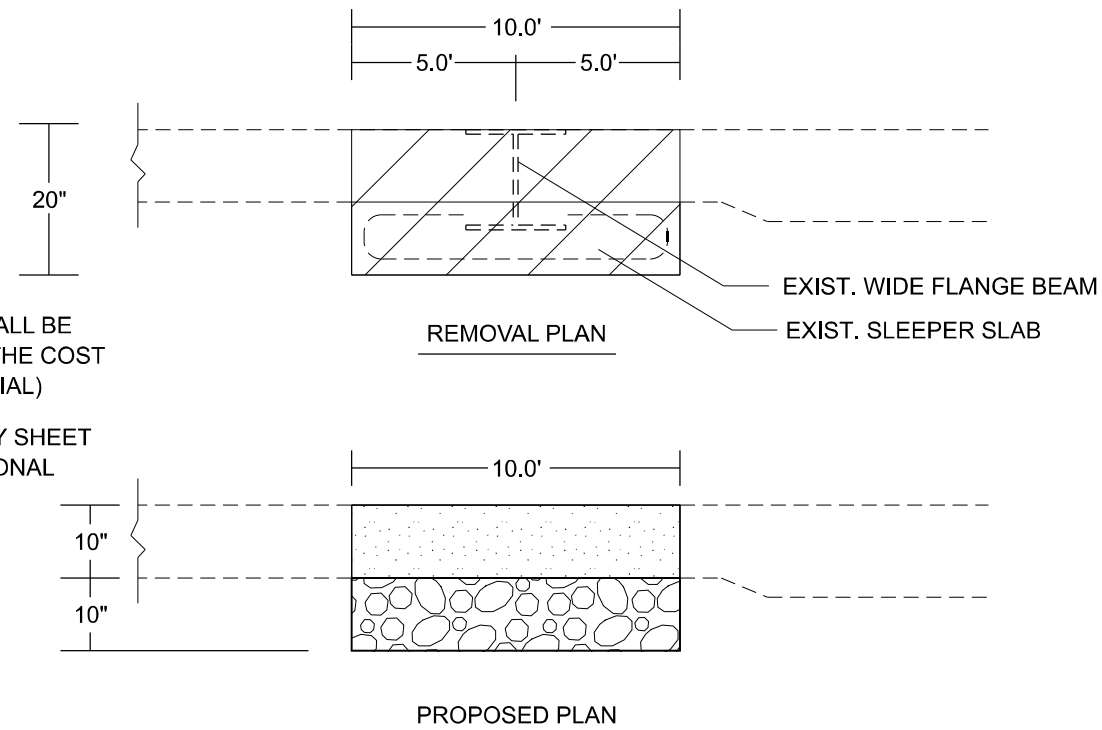 10.0'
5.0' 5.0'
20"
EXIST. WIDE FLANGE BEAM
EXIST. SLEEPER SLAB
REMOVAL PLAN
ALL BE
THE COST
IAL)
Y SHEET
ONAL
10.0'
10"
10"
PROPOSED PLAN